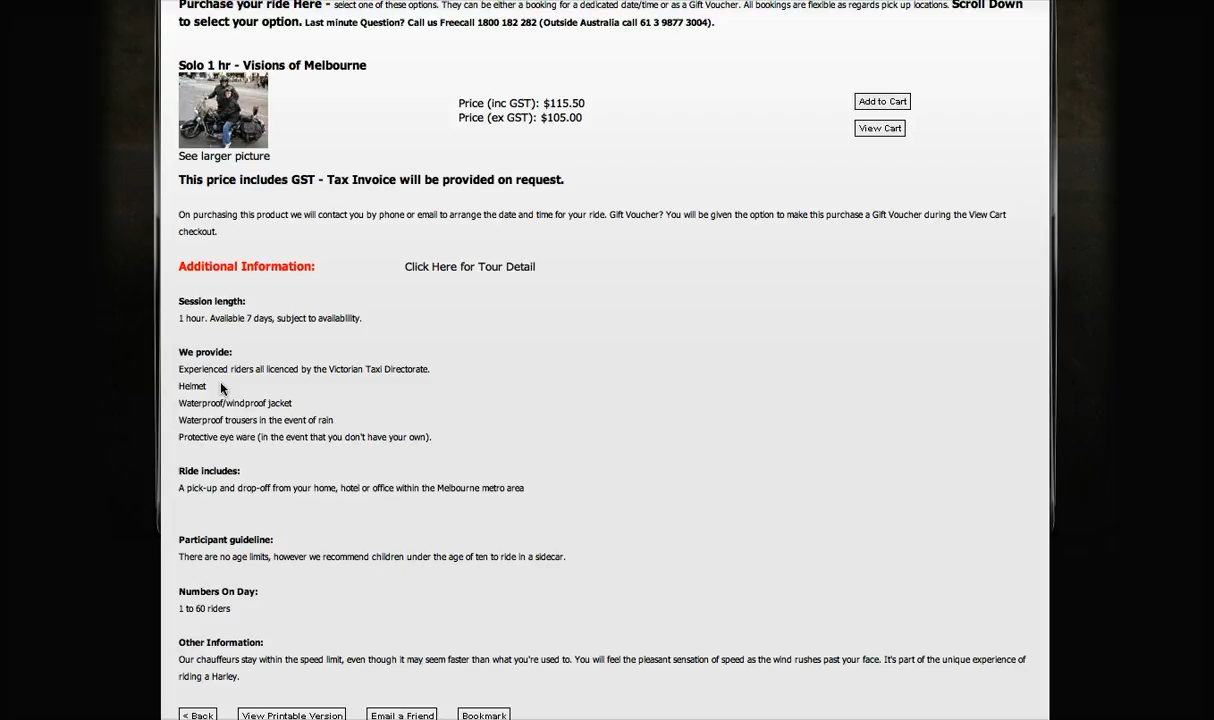 Purchase your ride Here - select one of these options. They can be either a booking for a dedicated date/time or as a Gift Voucher. All bookings are flexible as regards pick up locations. Scroll Down
to select your option. Last minute Question? Call us Freecall 1800 182 282 (Outside Australia call 61 3 9877 3004).
Solo 1 hr - Visions of Melbourne
Price (inc GST): $115.50
Price (ex GST): $105.00
Add to Cart
View Cart
See larger picture
This price includes GST - Tax Invoice will be provided on request.
On purchasing this product we will contact you by phone or email to arrange the date and time for your ride. Gift Voucher? You will be given the option to make this purchase a Gift Voucher during the View Cart
checkout.
Additional Information: Click Here for Tour Detail
Session length:
1 hour. Available 7 days, subject to availability.
We provide:
Experienced riders all licenced by the Victorian Taxi Directorate.
Helmet
Waterproof/windproof jacket
Waterproof trousers in the event of rain
Protective eye ware (in the event that you don't have your own).
Ride includes:
A pick-up and drop-off from your home, hotel or office within the Melbourne metro area
Participant guideline:
There are no age limits, however we recommend children under the age of ten to ride in a sidecar.
Numbers On Day:
1 to 60 riders
Other Information:
Our chauffeurs stay within the speed limit, even though it may seem faster than what you're used to. You will feel the pleasant sensation of speed as the wind rushes past your face. It's part of the unique experience of
riding a Harley.
< Back View Printable Version Email a Friend Bookmark